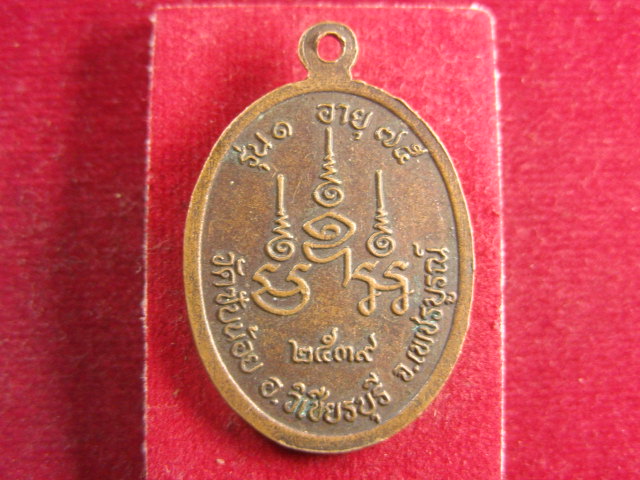 รุ่น ๑ อายุ ๗๕
๒๕๓๙
วัดซับน้อย อ.วิเชียรบุรี จ.เพชรบูรณ์